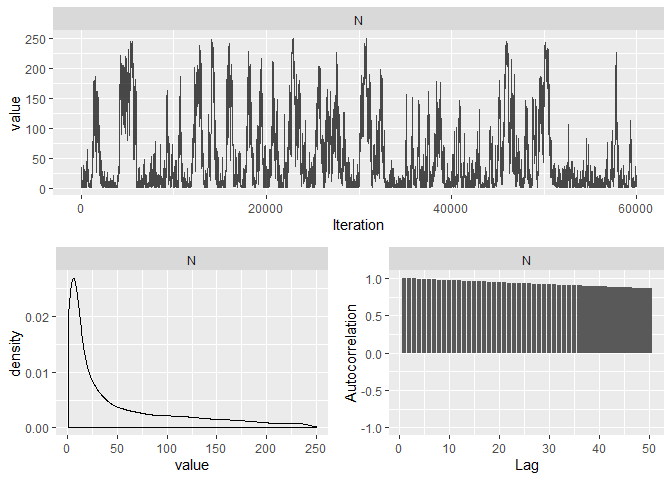 N
250
200
150
100
50
0
value
0 20000 40000 60000
Iteration
N
0.02
0.01
0.00
density
0 50 100 150 200 250
value
N
1.0
0.5
0.0
-0.5
-1.0
Autocorrelation
0 10 20 30 40 50
Lag